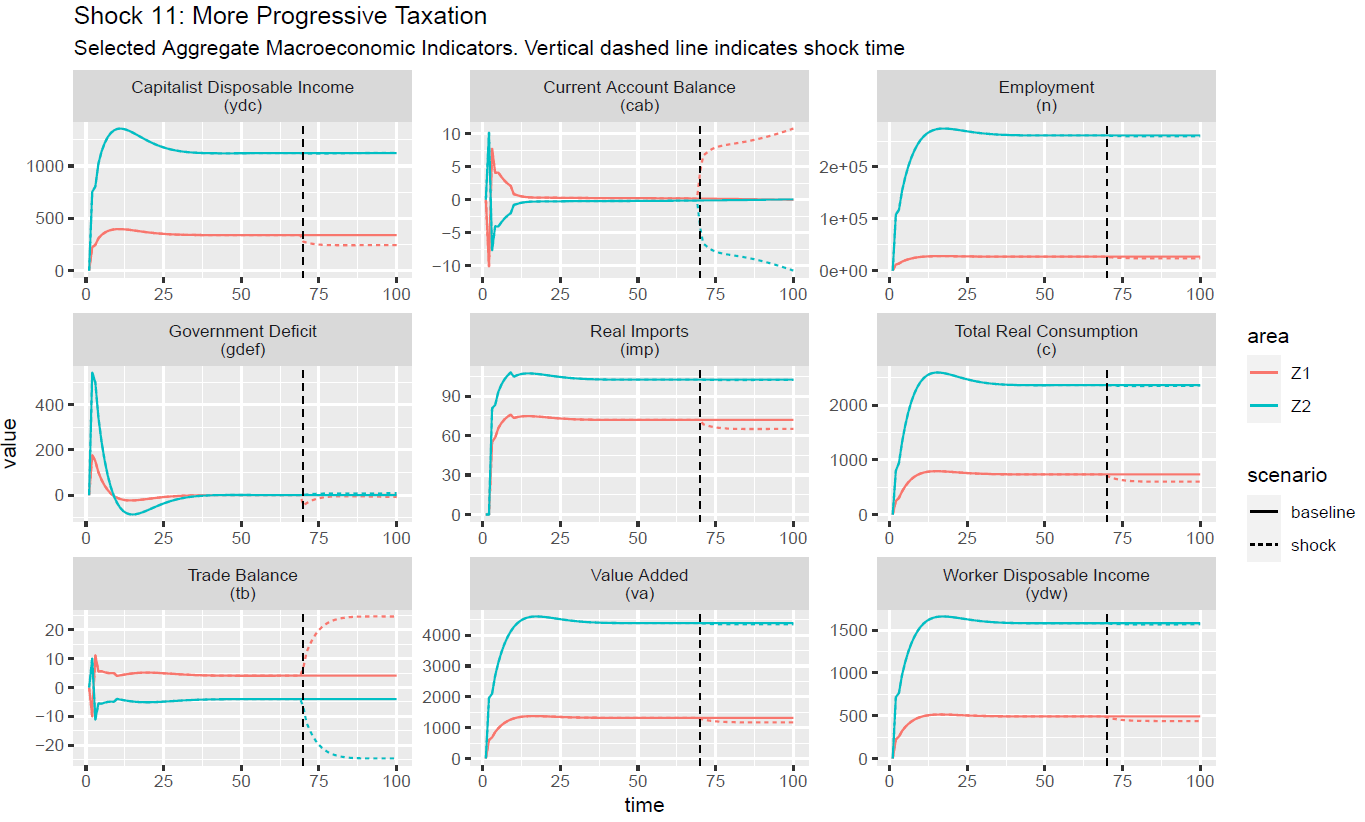 Shock 11: More Progressive Taxation
Selected Aggregate Macroeconomic Indicators. Vertical dashed line indicates shock time
Capitalist Disposable Income
(ydc)
1000
500
0
0 25 50 75 100
Current Account Balance
(cab)
10
5
0
−5
−10
0 25 50 75 100
Employment
(n)
2e+05
1e+05
0e+00
0 25 50 75 100
Government Deficit
(gdef)
400
200
0
0 25 50 75 100
Real Imports
(imp)
90
60
30
0
0 25 50 75 100
Total Real Consumption
(c)
2000
1000
0
0 25 50 75 100
Trade Balance
(tb)
20
10
0
−10
−20
0 25 50 75 100
Value Added
(va)
4000
3000
2000
1000
0
0 25 50 75 100
Worker Disposable Income
(ydw)
1500
1000
500
0
0 25 50 75 100
value
time
area
Z1
Z2
scenario
baseline
shock